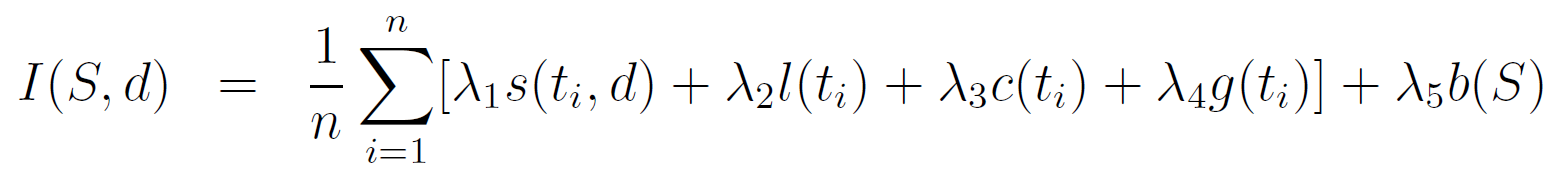 I(S, d) = \frac{1}{n} \sum_{i=1}^{n} [\lambda_1 s(t_i, d) + \lambda_2 l(t_i) + \lambda_3 c(t_i) + \lambda_4 g(t_i)] + \lambda_5 b(S)